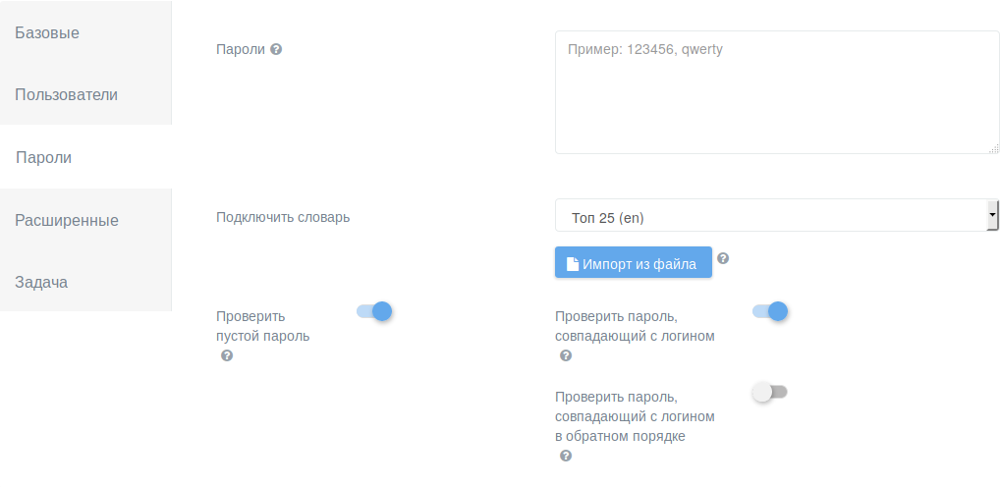 Базовые
Пользователи
Пароли
Расширенные
Задача
Пароли
Пример: 123456, qwerty
Подключить словарь
Топ 25 (en)
Импорт из файла
Проверить
пустой пароль
Проверить пароль,
совпадающий с логином
Проверить пароль,
совпадающий с логином
в обратном порядке